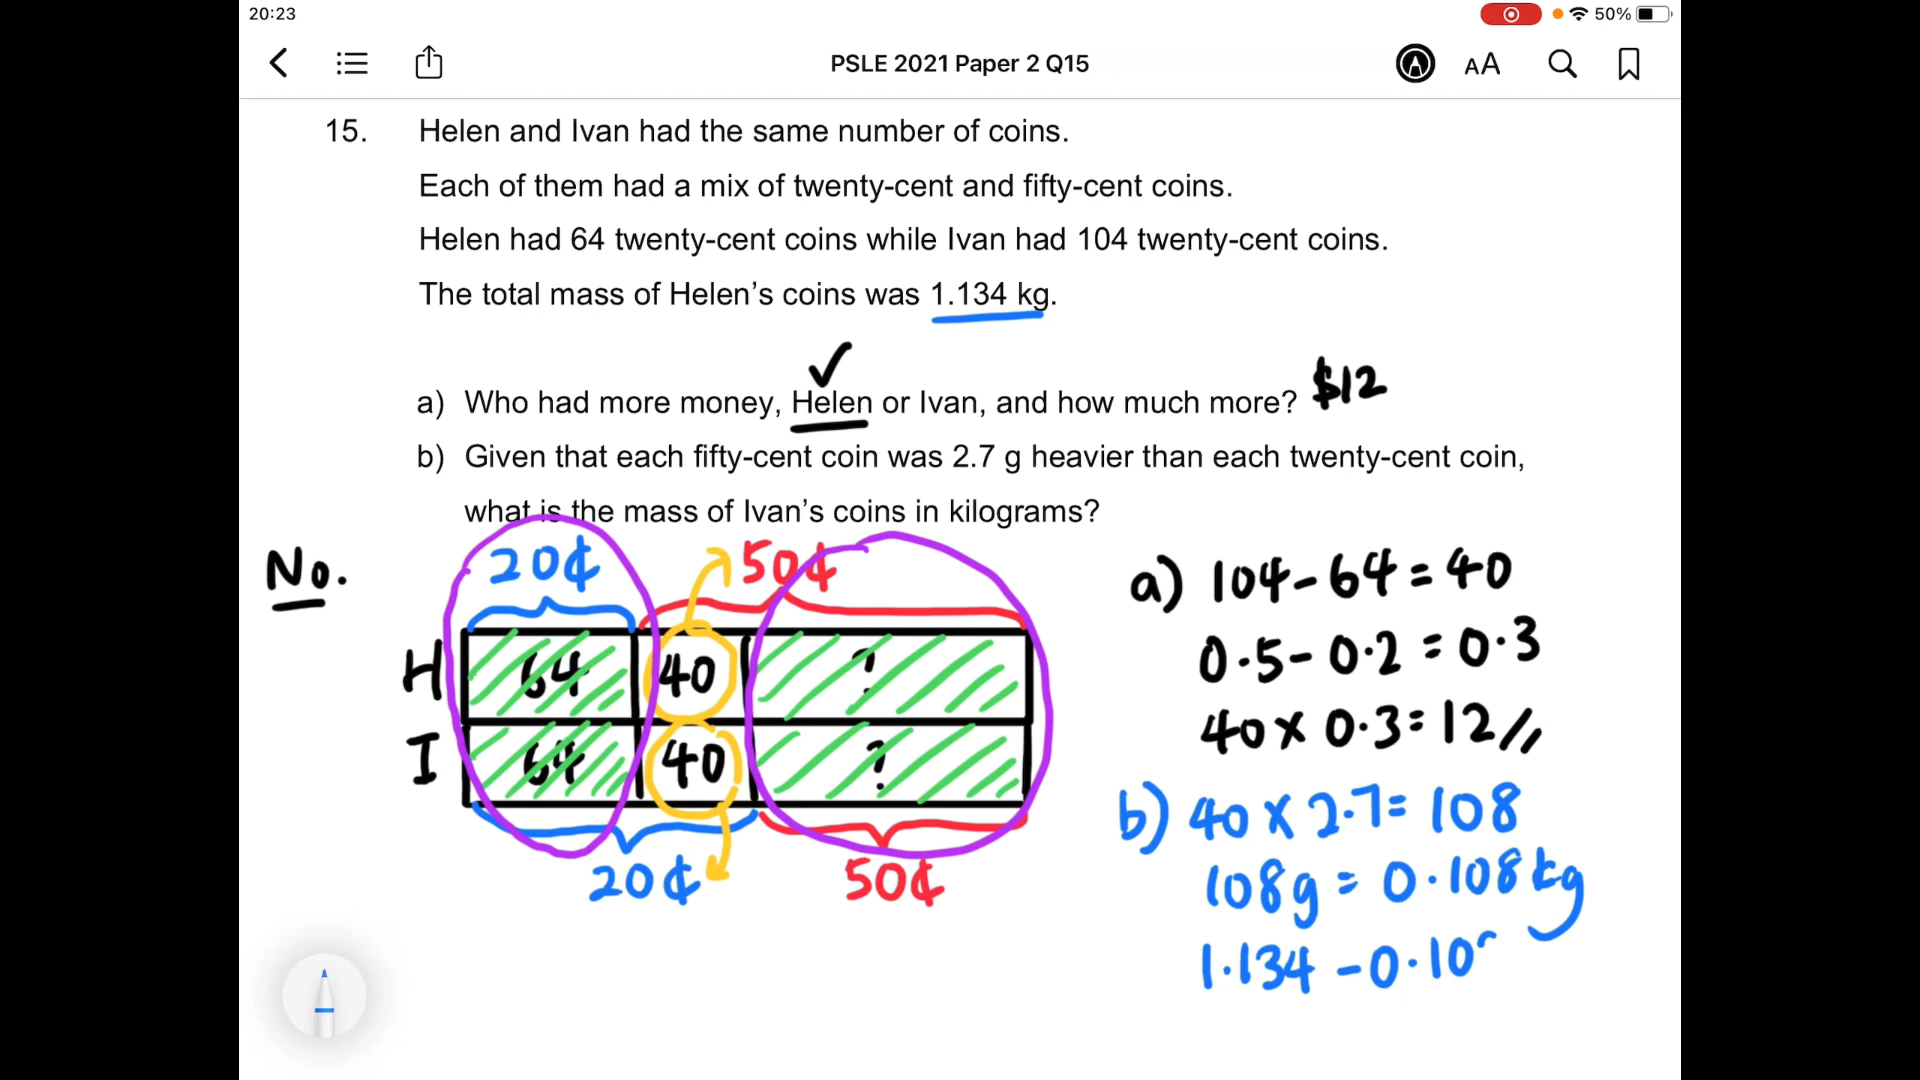 20:23
50%
PSLE 2021 Paper 2 Q15
AA
15. Helen and Ivan had the same number of coins.
Each of them had a mix of twenty-cent and fifty-cent coins.
Helen had 64 twenty-cent coins while Ivan had 104 twenty-cent coins.
The total mass of Helen's coins was 1.134 kg.
a) Who had more money, Helen or Ivan, and how much more? $12
b) Given that each fifty-cent coin was 2.7 g heavier than each twenty-cent coin,
what is the mass of Ivan's coins in kilograms?
No.
20¢ 50¢
H 64 40 ?
I 64 40 ?
20¢ 50¢
a) 104-64=40
0.5-0.2=0.3
40x0.3=12//
b) 40x2.7=108
108g=0.108kg
1.134-0.10